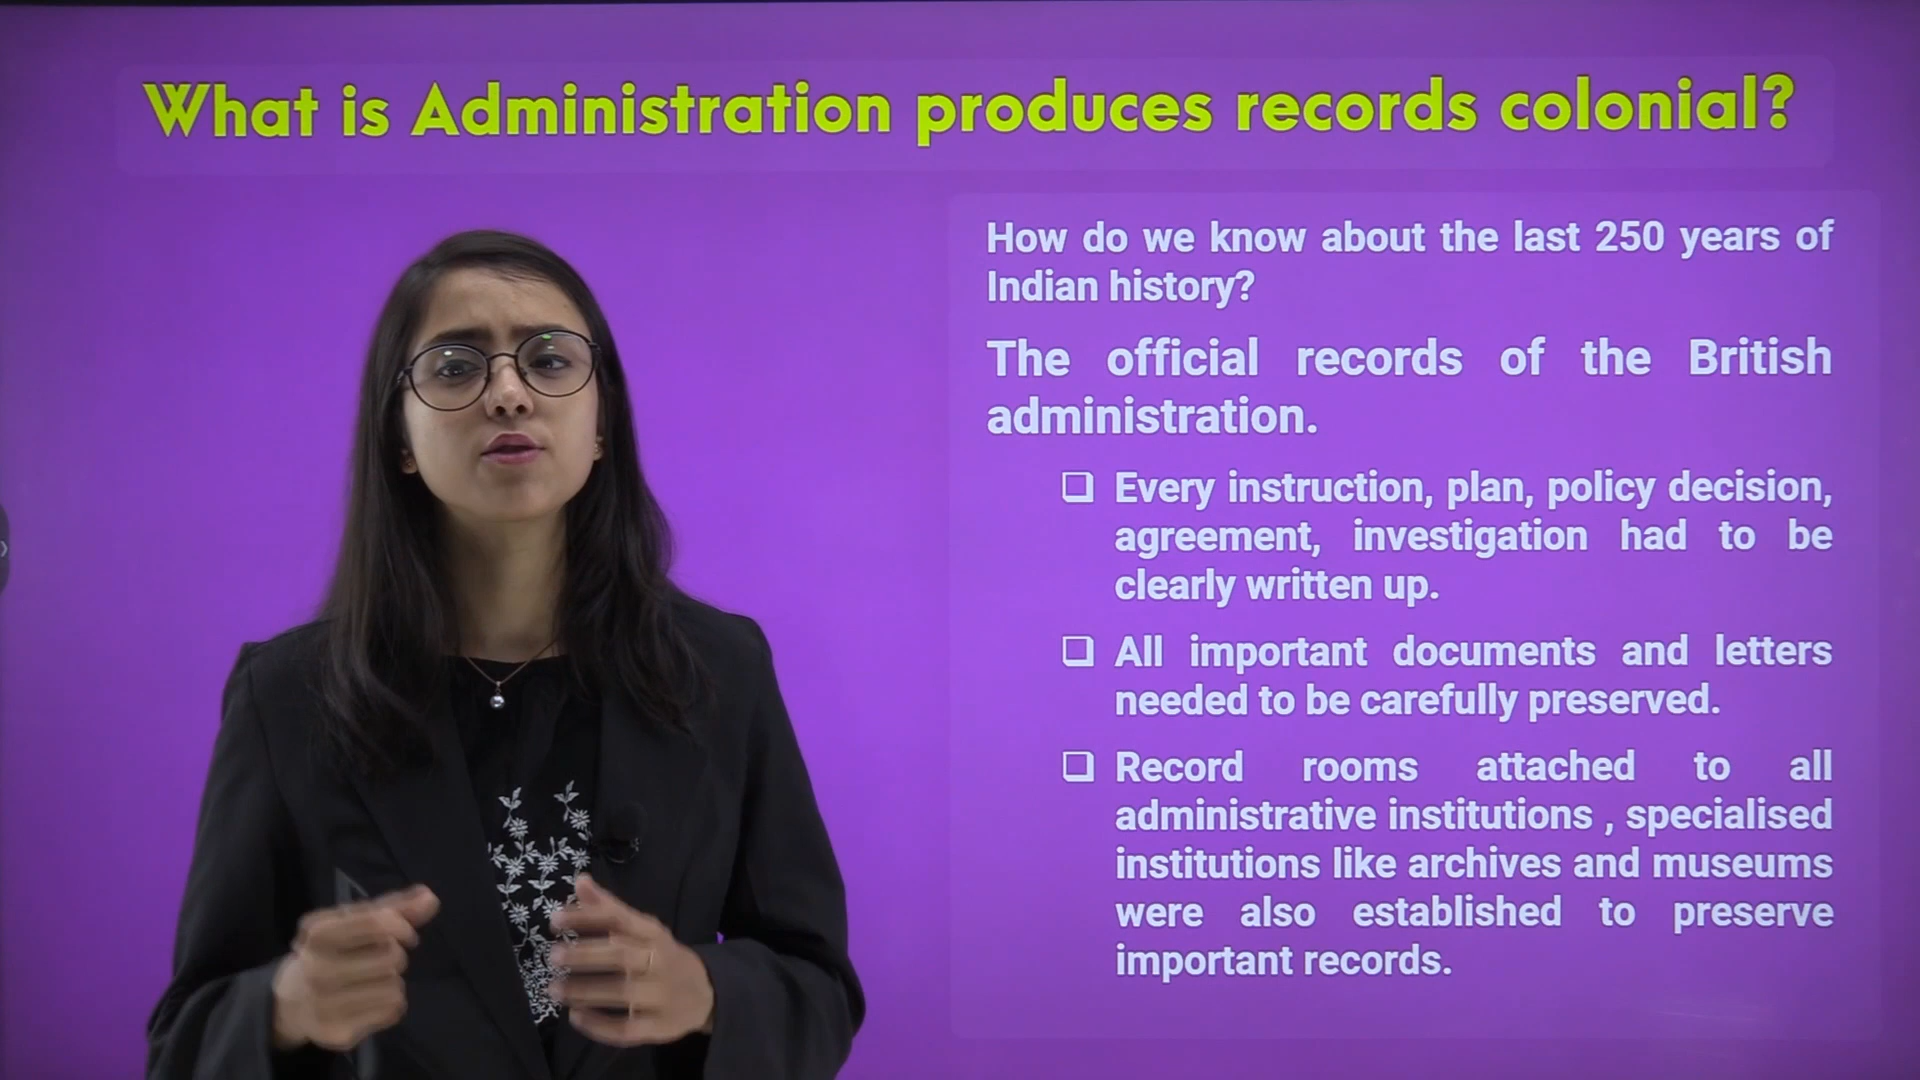 What is Administration produces records colonial?
How do we know about the last 250 years of
Indian history?
The official records of the British
administration.
Every instruction, plan, policy decision,
agreement, investigation had to be
clearly written up.
All important documents and letters
needed to be carefully preserved.
Record rooms attached to all
administrative institutions , specialised
institutions like archives and museums
were also established to preserve
important records.